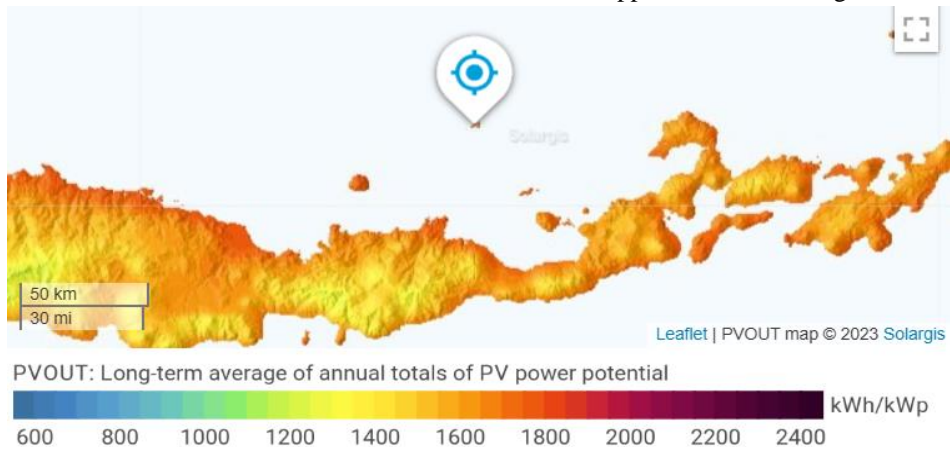 Solargis
50 km
30 mi
Leaflet | PVOUT map © 2023 Solargis
PVOUT: Long-term average of annual totals of PV power potential
kWh/kWp
600 800 1000 1200 1400 1600 1800 2000 2200 2400